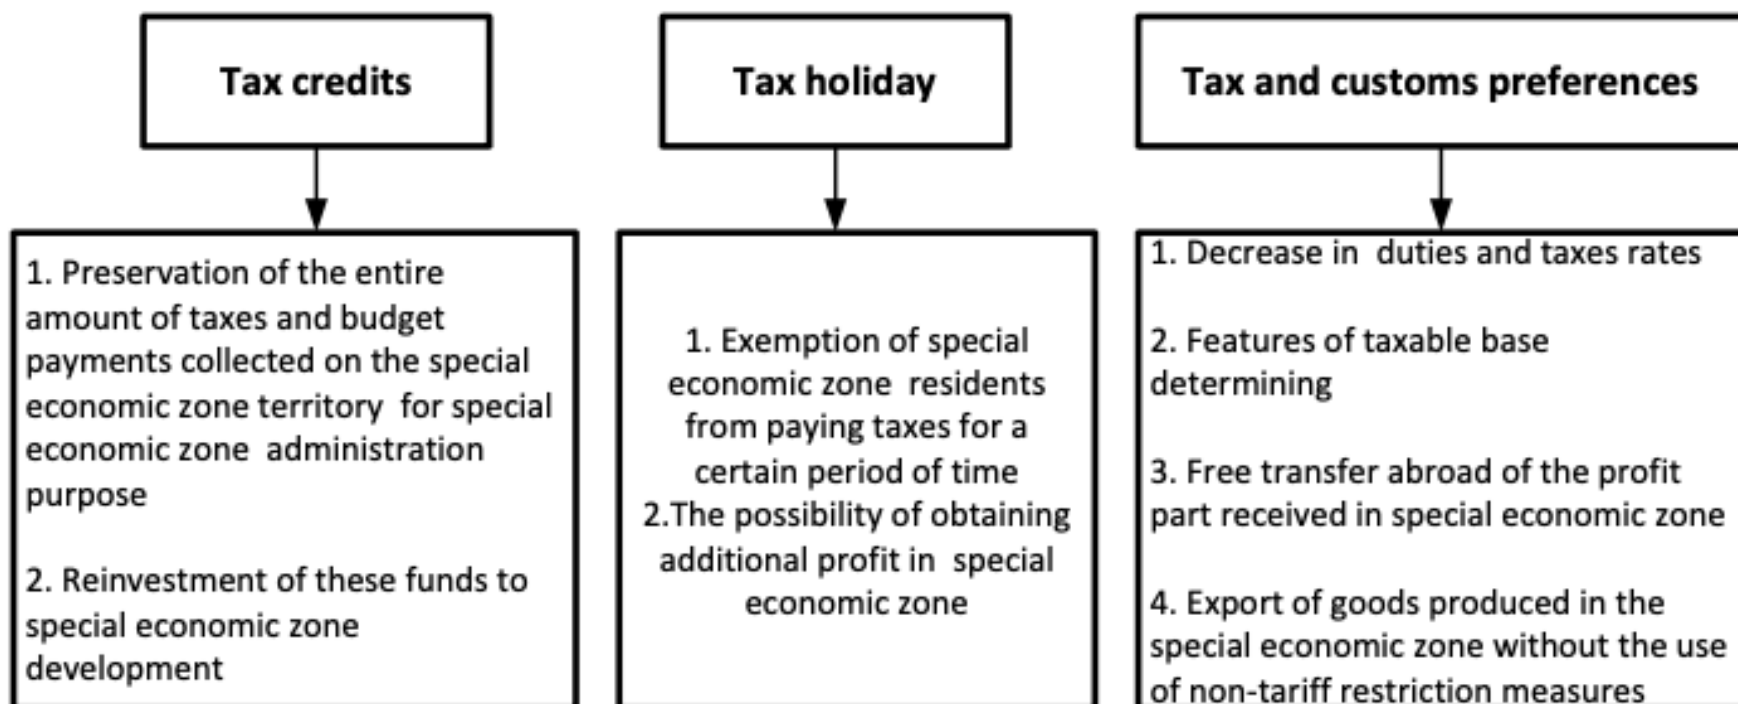 Tax credits
1. Preservation of the entire
amount of taxes and budget
payments collected on the special
economic zone territory for special
economic zone administration
purpose
2. Reinvestment of these funds to
special economic zone
development
Tax holiday
1. Exemption of special
economic zone residents
from paying taxes for a
certain period of time
2.The possibility of obtaining
additional profit in special
economic zone
Tax and customs preferences
1. Decrease in duties and taxes rates
2. Features of taxable base
determining
3. Free transfer abroad of the profit
part received in special economic zone
4. Export of goods produced in the
special economic zone without the use
of non-tariff restriction measures